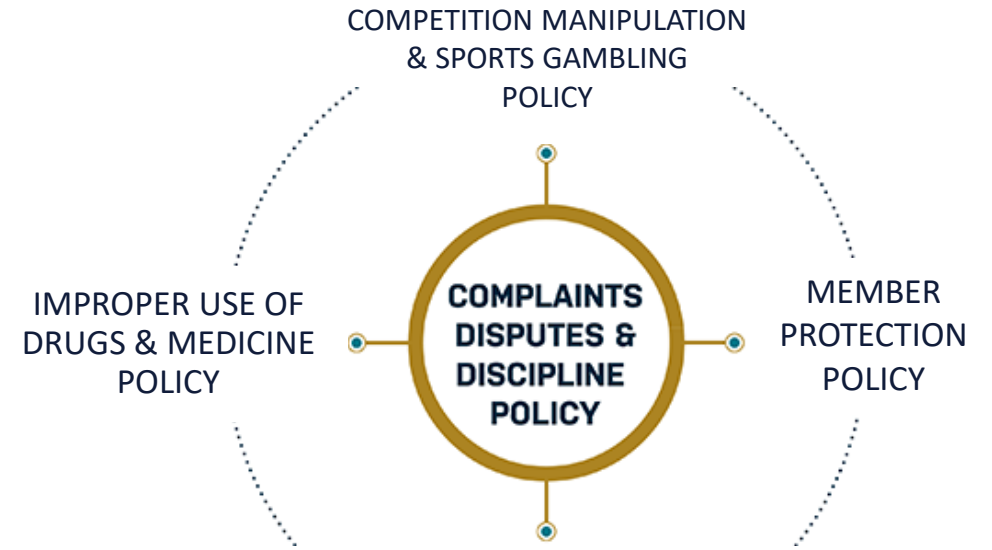 COMPETITION MANIPULATION
& SPORTS GAMBLING
POLICY
IMPROPER USE OF
DRUGS & MEDICINE
POLICY
COMPLAINTS
DISPUTES &
DISCIPLINE
POLICY
MEMBER
PROTECTION
POLICY